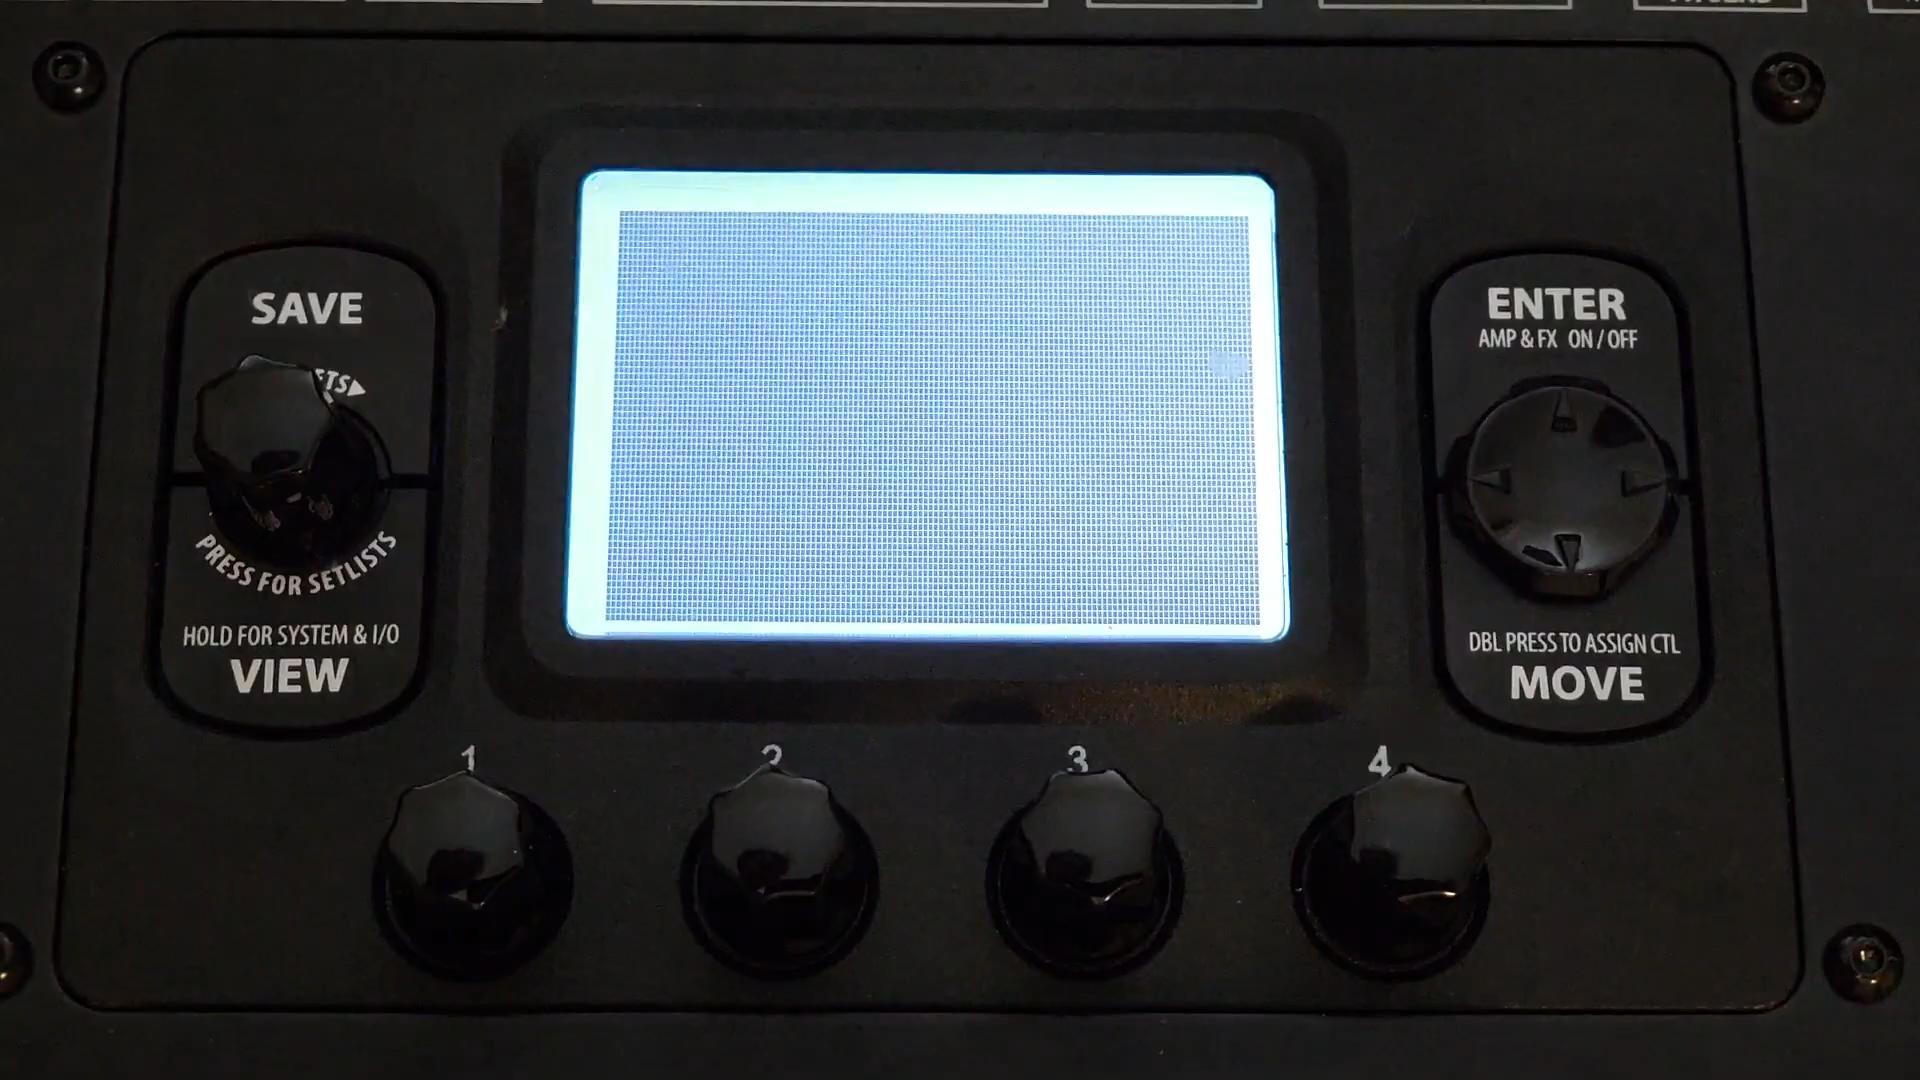 SAVE
PRESS FOR SETLISTS
HOLD FOR SYSTEM & I/O
VIEW
ENTER
AMP & FX ON / OFF
DBL PRESS TO ASSIGN CTL
MOVE
1
2
3
4